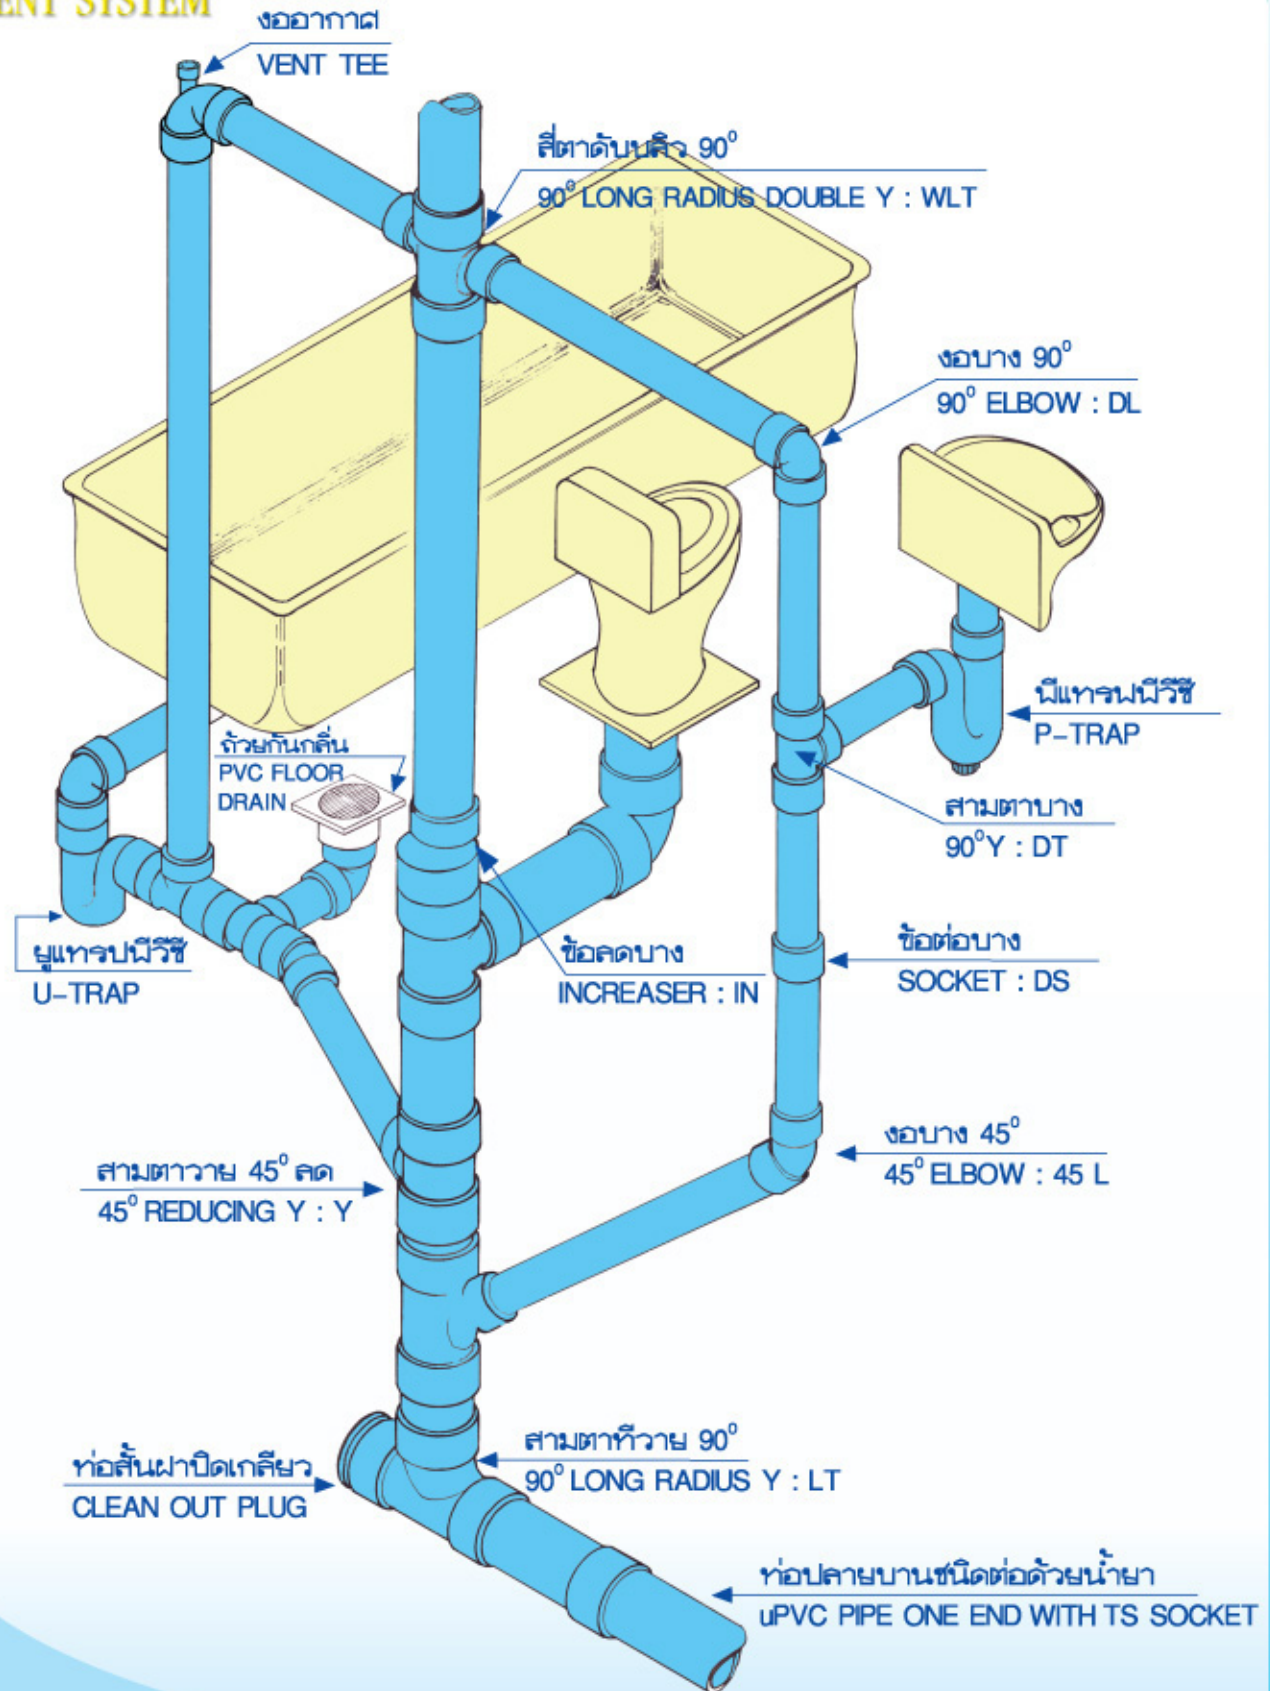 ENT SYSTEM
งออากาศ
VENT TEE
สี่ตาดับบลิว 90°
90° LONG RADIUS DOUBLE Y : WLT
งอบาง 90°
90° ELBOW : DL
พีแทรปพีวีซี
P-TRAP
ถ้วยกันกลิ่น
PVC FLOOR
DRAIN
สามตาบาง
90°Y : DT
ยูแทรปพีวีซี
U-TRAP
ข้อลดบาง
INCREASER : IN
ข้อต่อบาง
SOCKET : DS
สามตาวาย 45° ลด
45° REDUCING Y : Y
งอบาง 45°
45° ELBOW : 45 L
ท่อสั้นฝาปิดเกลียว
CLEAN OUT PLUG
สามตาทีวาย 90°
90° LONG RADIUS Y : LT
ท่อปลายบานชนิดต่อด้วยน้ำยา
uPVC PIPE ONE END WITH TS SOCKET